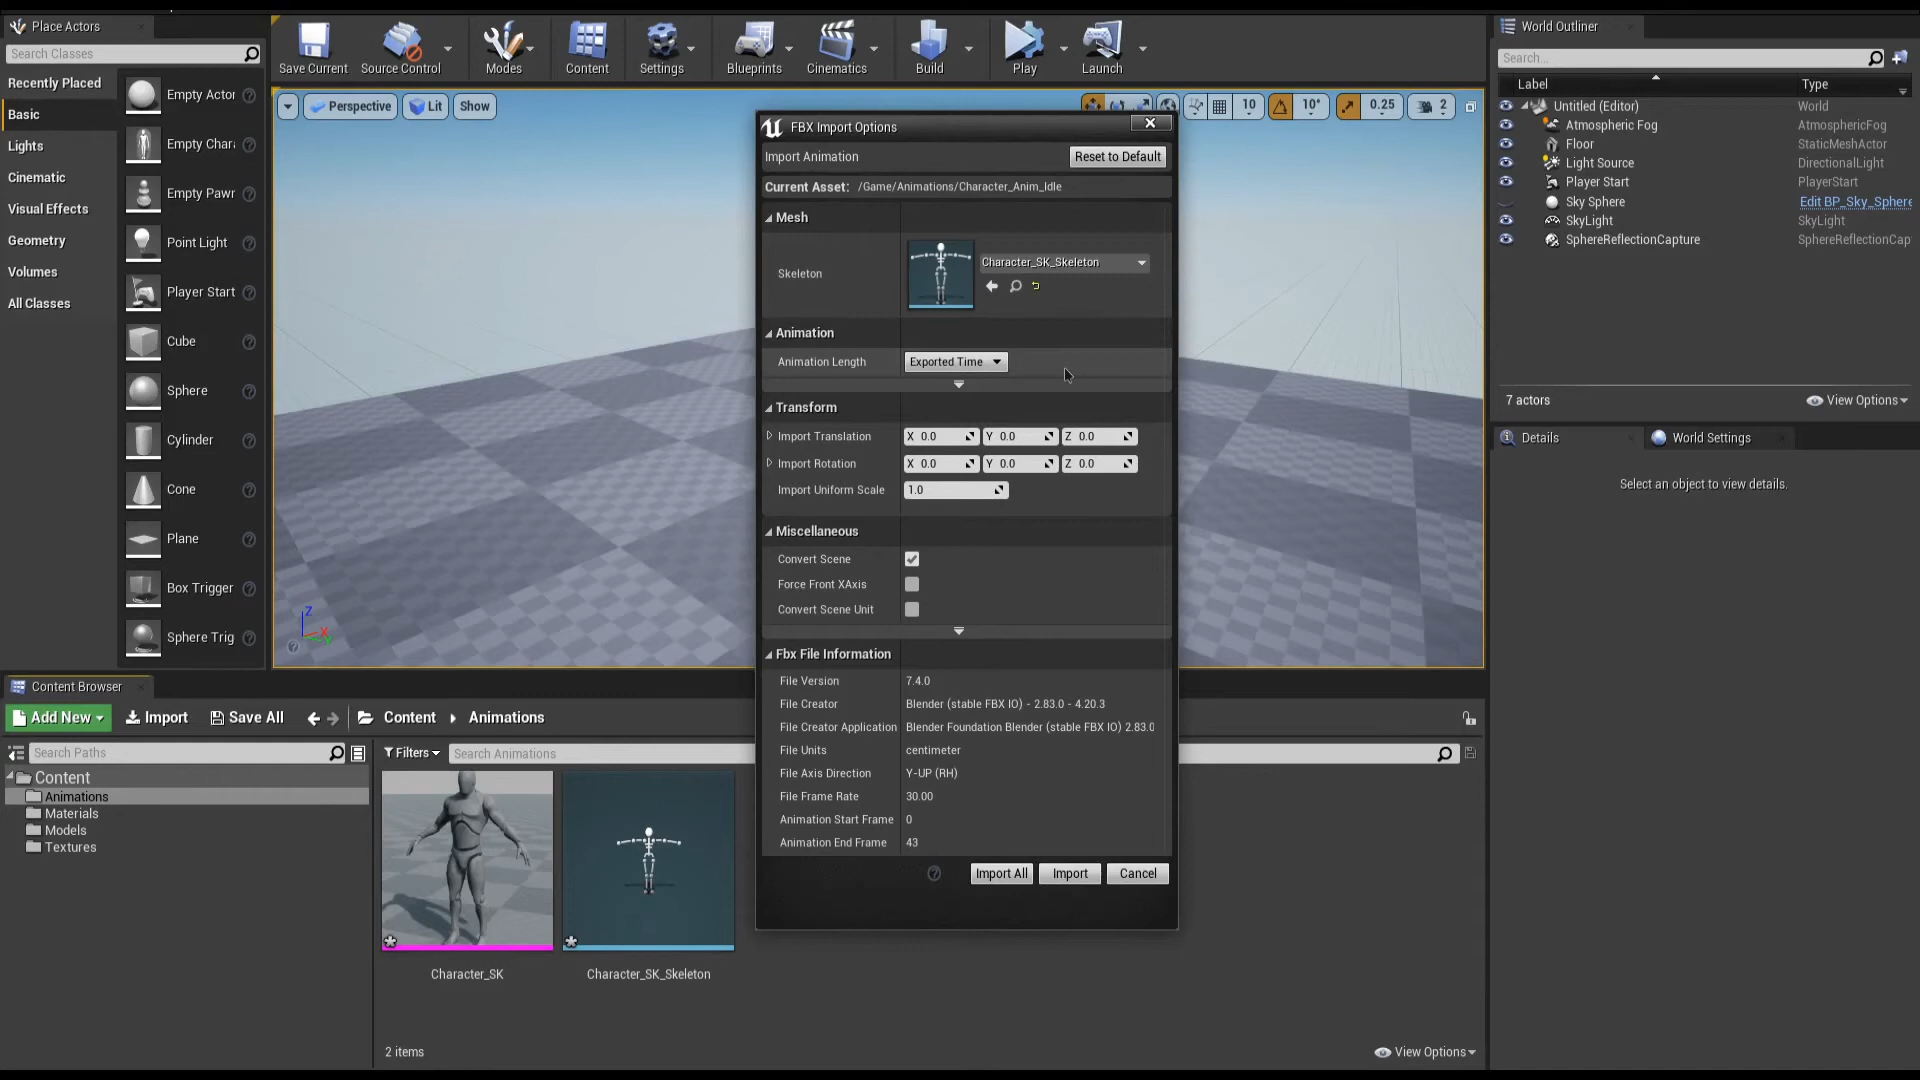 Place Actors
Search Classes
Recently Placed
Basic
Lights
Cinematic
Visual Effects
Geometry
Volumes
All Classes
Empty Actor
Empty Chara
Empty Pawn
Point Light
Player Start
Cube
Sphere
Cylinder
Cone
Plane
Box Trigger
Sphere Trig
Save Current
Source Control
Modes
Content
Settings
Blueprints
Cinematics
Build
Play
Launch
Perspective
Lit
Show
10
10°
0.25
2
Z
X
Y
FBX Import Options
Import Animation
Reset to Default
Current Asset: /Game/Animations/Character_Anim_Idle
Mesh
Skeleton
Character_SK_Skeleton
Animation
Animation Length
Exported Time
Transform
Import Translation X 0.0 Y 0.0 Z 0.0
Import Rotation X 0.0 Y 0.0 Z 0.0
Import Uniform Scale 1.0
Miscellaneous
Convert Scene
Force Front XAxis
Convert Scene Unit
Fbx File Information
File Version 7.4.0
File Creator Blender (stable FBX IO) - 2.83.0 - 4.20.3
File Creator Application Blender Foundation Blender (stable FBX IO) 2.83.0
File Units centimeter
File Axis Direction Y-UP (RH)
File Frame Rate 30.00
Animation Start Frame 0
Animation End Frame 43
Import All
Import
Cancel
World Outliner
Search...
Label Type
Untitled (Editor) World
Atmospheric Fog AtmosphericFog
Floor StaticMeshActor
Light Source DirectionalLight
Player Start PlayerStart
Sky Sphere Edit BP_Sky_Sphere
SkyLight SkyLight
SphereReflectionCapture SphereReflectionCap
7 actors
View Options
Details
World Settings
Select an object to view details.
Content Browser
Add New
Import
Save All
Content
Animations
Search Paths
Filters
Search Animations
Content
Animations
Materials
Models
Textures
Character_SK
Character_SK_Skeleton
2 items
View Options